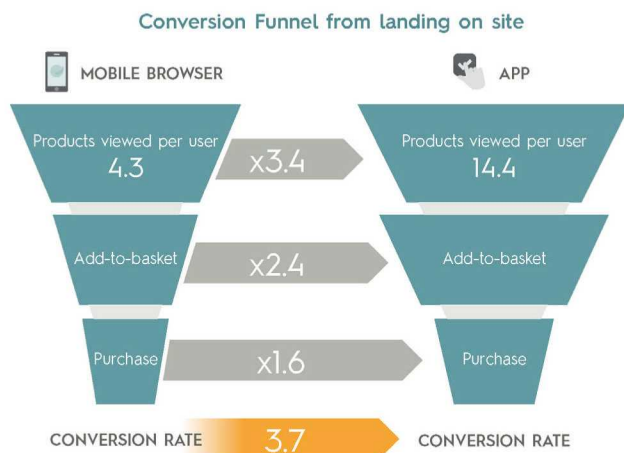 Conversion Funnel from landing on site
MOBILE BROWSER
APP
Products viewed per user
4.3
x3.4
Products viewed per user
14.4
Add-to-basket
x2.4
Add-to-basket
Purchase
x1.6
Purchase
CONVERSION RATE
3.7
CONVERSION RATE